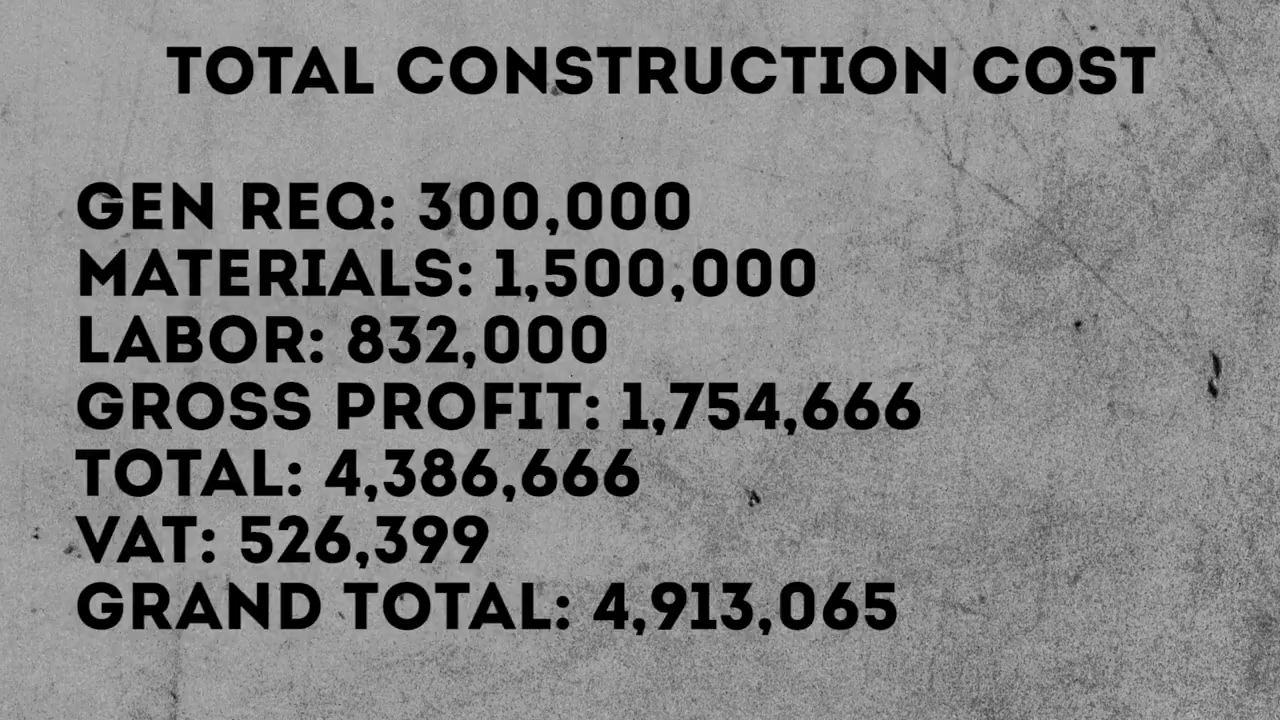 TOTAL CONSTRUCTION COST
GEN REQ: 300,000
MATERIALS: 1,500,000
LABOR: 832,000
GROSS PROFIT: 1,754,666
TOTAL: 4,386,666
VAT: 526,399
GRAND TOTAL: 4,913,065